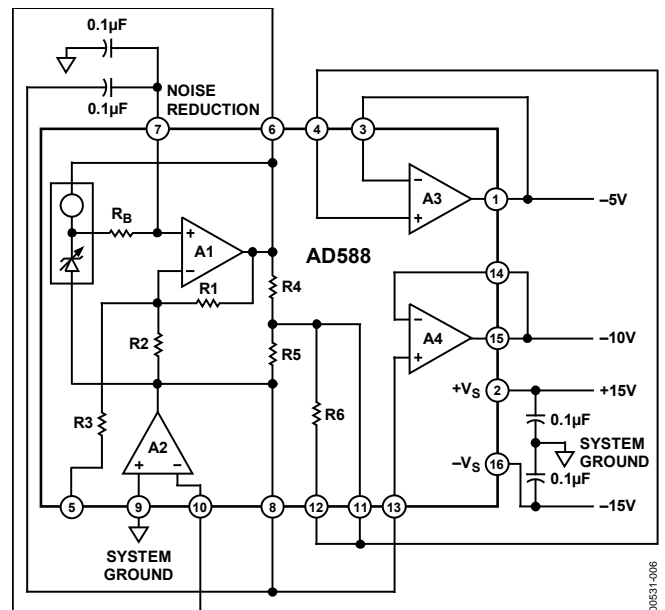 0.1µF
0.1µF
NOISE
REDUCTION
7
6
4
3
RB
A1
R1
R2
R3
A2
R4
R5
R6
AD588
A3
1
–5V
14
A4
15
–10V
+VS
2
+15V
0.1µF
SYSTEM
GROUND
–VS
16
0.1µF
–15V
5
9
10
8
12
11
13
SYSTEM
GROUND
00531-006